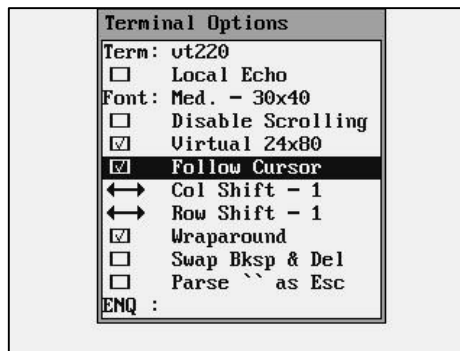 Terminal Options
Term: vt220
Local Echo
Font: Med. - 30x40
Disable Scrolling
Virtual 24x80
Follow Cursor
Col Shift - 1
Row Shift - 1
Wraparound
Swap Bksp & Del
Parse `` as Esc
ENQ :